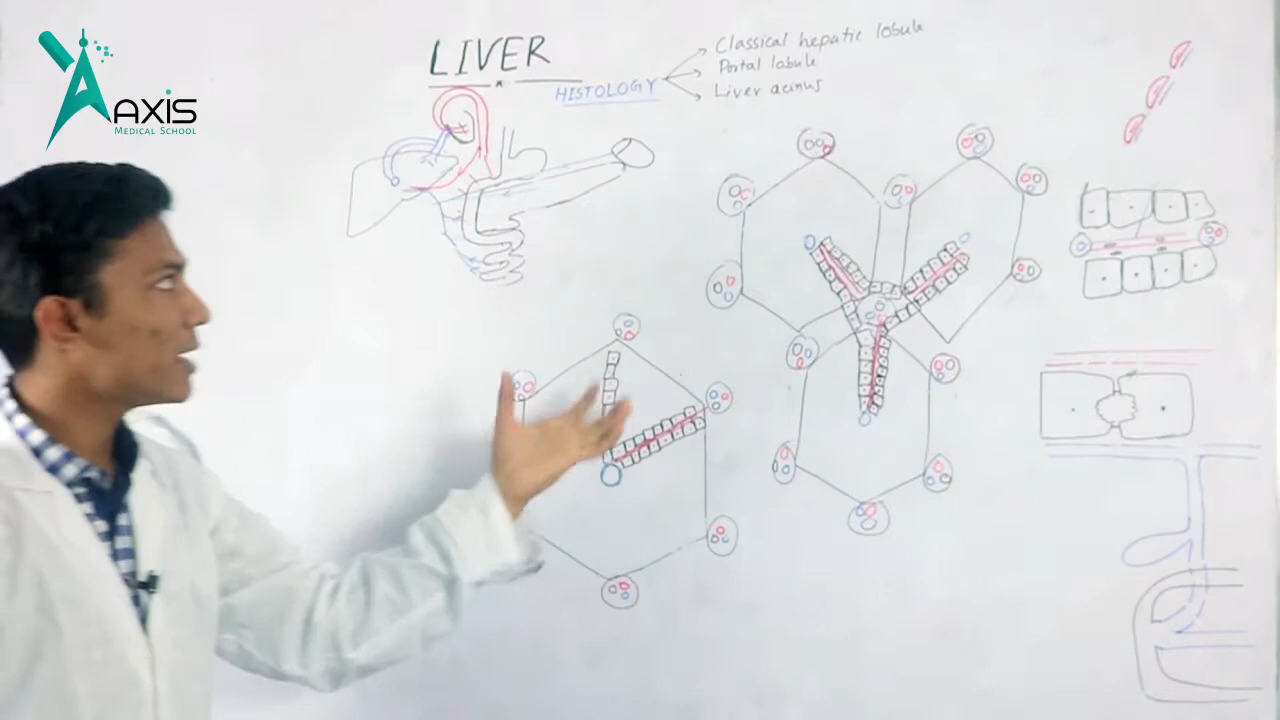 AXIS
MEDICAL SCHOOL
LIVER
HISTOLOGY
Classical hepatic lobule
Portal lobule
Liver acinus